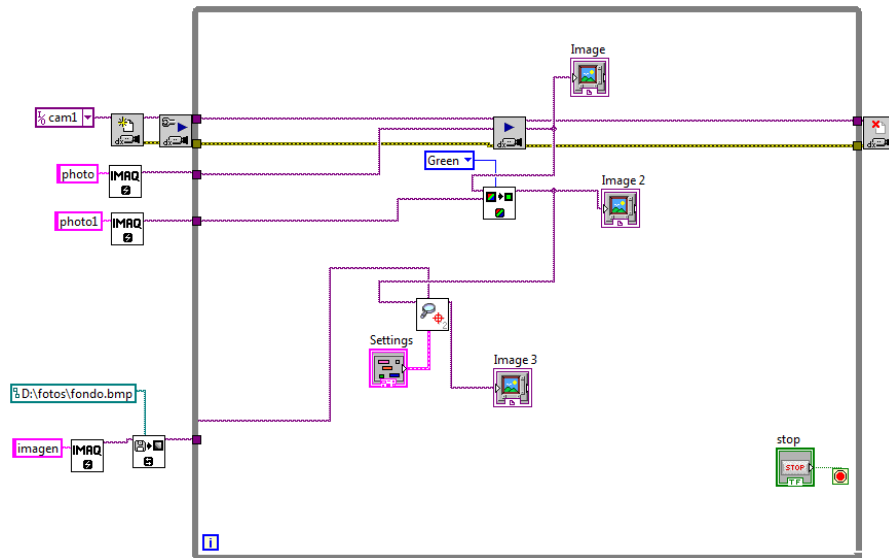 Image
I/O cam1
photo
IMAQ
Green
Image 2
photo1
IMAQ
2
Settings
Image 3
D:\fotos\fondo.bmp
imagen
IMAQ
stop
STOP
TF
i